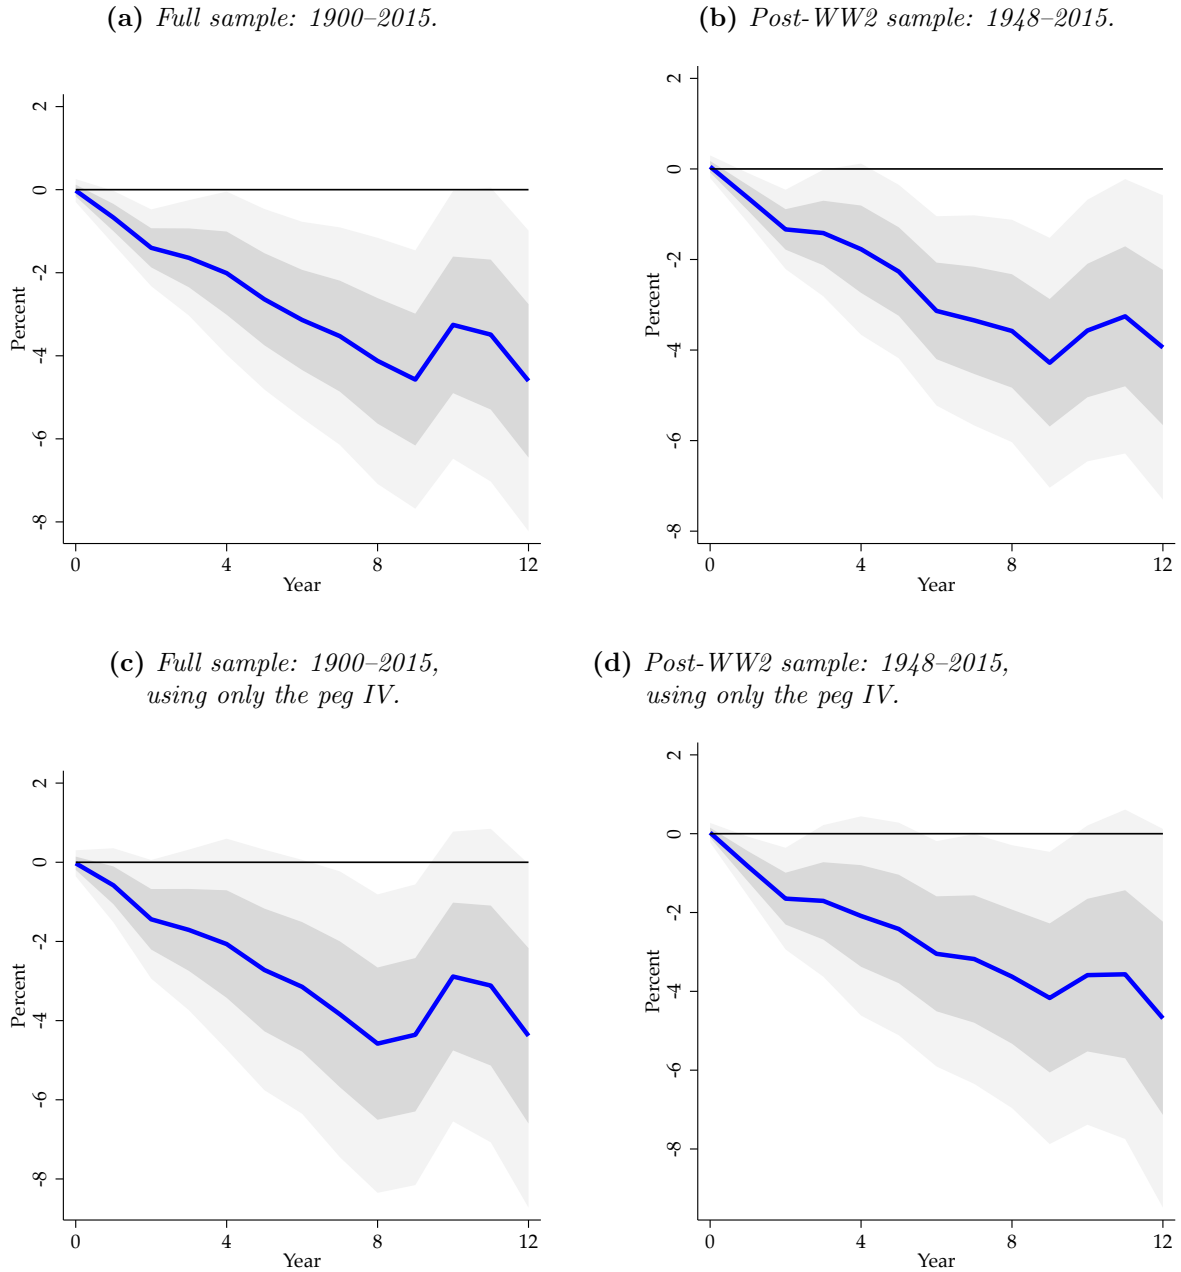 (a) Full sample: 1900–2015.
2
0
-2
-4
-6
-8
Percent
0 4 8 12
Year
(b) Post-WW2 sample: 1948–2015.
2
0
-2
-4
-6
-8
Percent
0 4 8 12
Year
(c) Full sample: 1900–2015,
using only the peg IV.
2
0
-2
-4
-6
-8
Percent
0 4 8 12
Year
(d) Post-WW2 sample: 1948–2015,
using only the peg IV.
2
0
-2
-4
-6
-8
Percent
0 4 8 12
Year